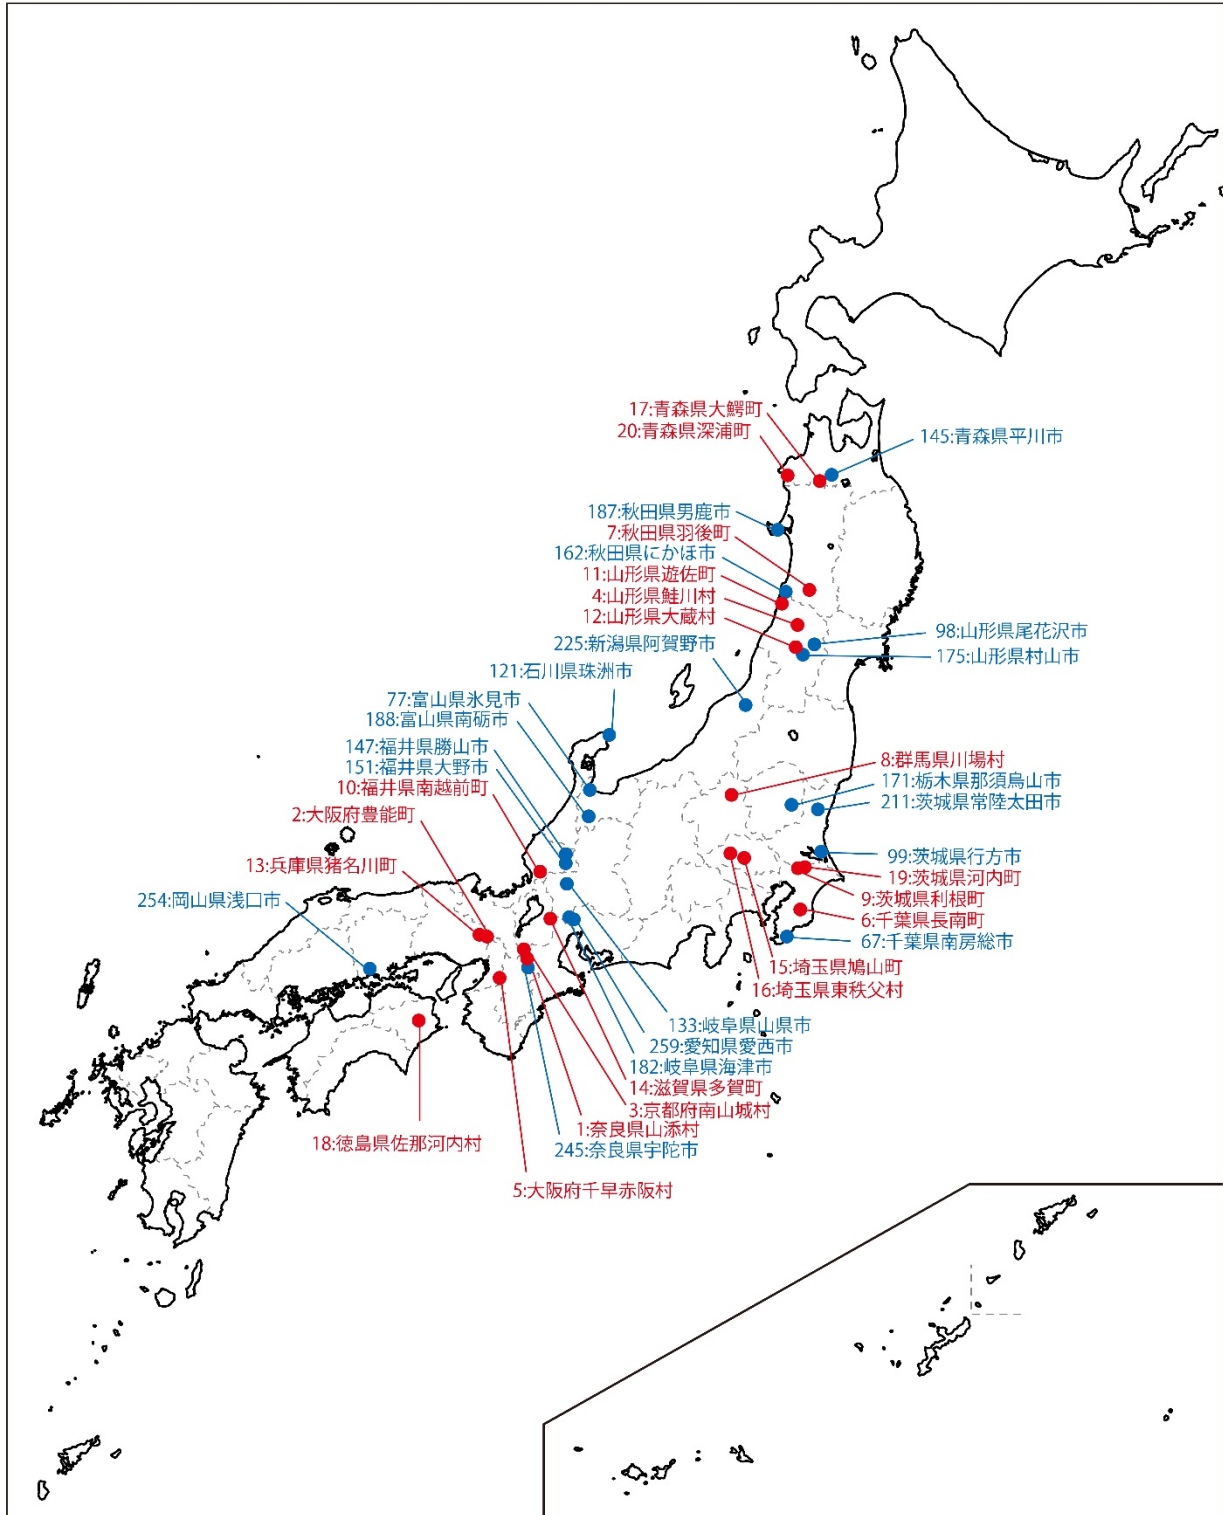 17:青森県大鰐町
20:青森県深浦町
145:青森県平川市
187:秋田県男鹿市
7:秋田県羽後町
162:秋田県にかほ市
11:山形県遊佐町
4:山形県鮭川村
12:山形県大蔵村
98:山形県尾花沢市
225:新潟県阿賀野市
175:山形県村山市
121:石川県珠洲市
77:富山県氷見市
188:富山県南砺市
147:福井県勝山市
151:福井県大野市
10:福井県南越前町
8:群馬県川場村
171:栃木県那須烏山市
211:茨城県常陸太田市
2:大阪府豊能町
13:兵庫県猪名川町
254:岡山県浅口市
99:茨城県行方市
19:茨城県河内町
9:茨城県利根町
6:千葉県長南町
67:千葉県南房総市
15:埼玉県鳩山町
16:埼玉県東秩父村
133:岐阜県山県市
259:愛知県愛西市
182:岐阜県海津市
14:滋賀県多賀町
3:京都府南山城村
1:奈良県山添村
18:徳島県佐那河内村
245:奈良県宇陀市
5:大阪府千早赤阪村